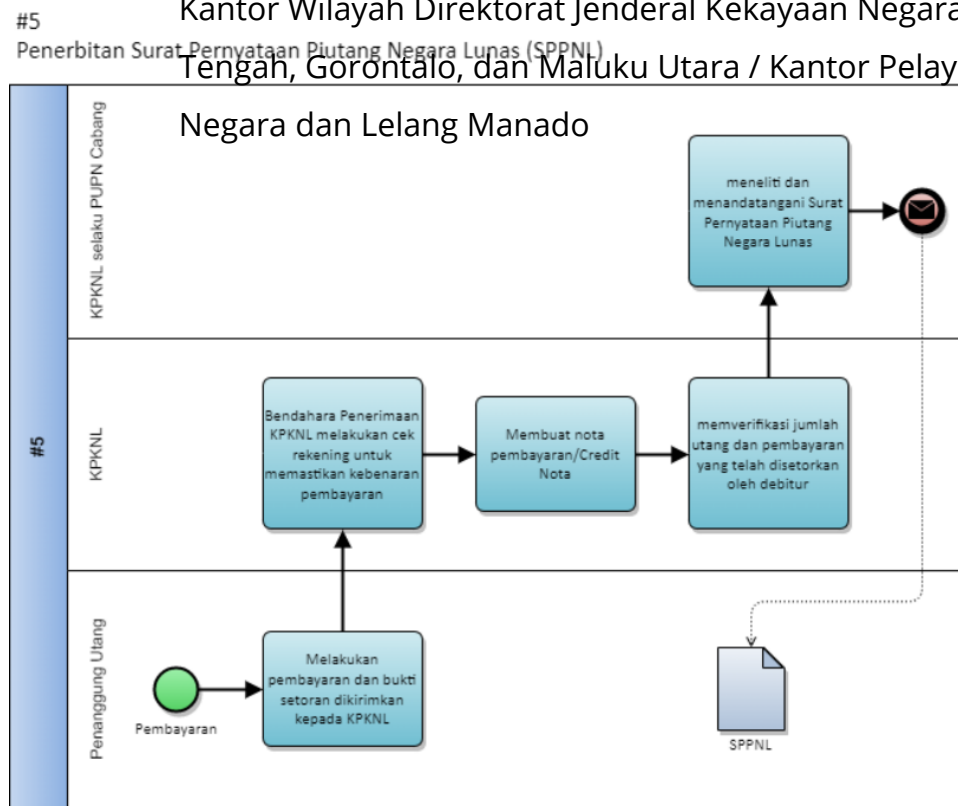 #5
Penerbitan Surat Pernyataan Piutang Negara Lunas (SPPNL)
Kantor Wilayah Direktorat Jenderal Kekayaan Negara
Tengah, Gorontalo, dan Maluku Utara / Kantor Pelay
Negara dan Lelang Manado
#5
KPKNL selaku PUPN Cabang
meneliti dan
menandatangani Surat
Pernyataan Piutang
Negara Lunas
KPKNL
Bendahara Penerimaan
KPKNL melakukan cek
rekening untuk
memastikan kebenaran
pembayaran
Membuat nota
pembayaran/Credit
Nota
memverifikasi jumlah
utang dan pembayaran
yang telah disetorkan
oleh debitur
Penanggung Utang
Pembayaran
Melakukan
pembayaran dan bukti
setoran dikirimkan
kepada KPKNL
SPPNL